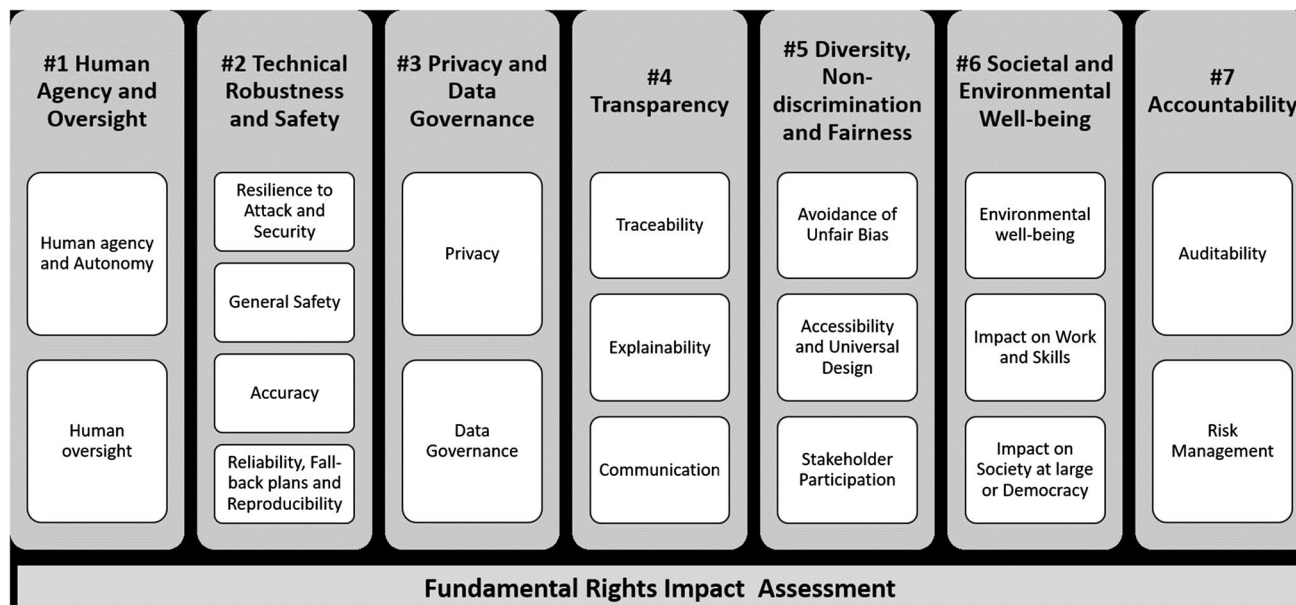 #1 Human
Agency and
Oversight
Human agency
and Autonomy
Human
oversight
#2 Technical
Robustness
and Safety
Resilience to
Attack and
Security
General Safety
Accuracy
Reliability, Fall-
back plans and
Reproducibility
#3 Privacy and
Data
Governance
Privacy
Data
Governance
#4
Transparency
Traceability
Explainability
Communication
#5 Diversity,
Non-
discrimination
and Fairness
Avoidance of
Unfair Bias
Accessibility
and Universal
Design
Stakeholder
Participation
#6 Societal and
Environmental
Well-being
Environmental
well-being
Impact on Work
and Skills
Impact on
Society at large
or Democracy
#7
Accountability
Auditability
Risk
Management
Fundamental Rights Impact Assessment